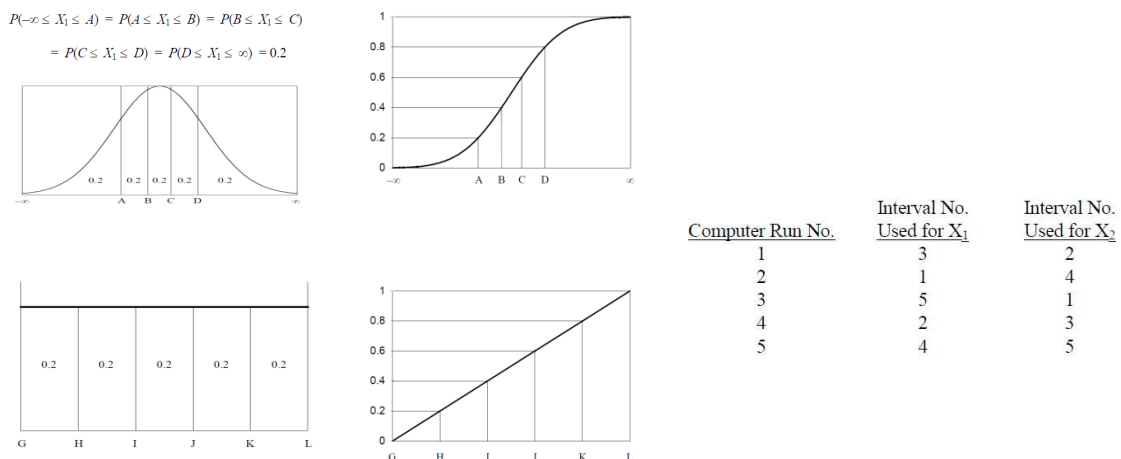 P(-∞ ≤ X₁ ≤ A) = P(A ≤ X₁ ≤ B) = P(B ≤ X₁ ≤ C)
= P(C ≤ X₁ ≤ D) = P(D ≤ X₁ ≤ ∞) = 0.2
0.2 0.2 0.2 0.2 0.2
-∞ A B C D ∞
1
0.8
0.6
0.4
0.2
0
-∞ A B C D ∞
0.2 0.2 0.2 0.2 0.2
G H I J K L
1
0.8
0.6
0.4
0.2
0
G H I J K L
Interval No. Interval No.
Computer Run No. Used for X₁ Used for X₂
1 3 2
2 1 4
3 5 1
4 2 3
5 4 5